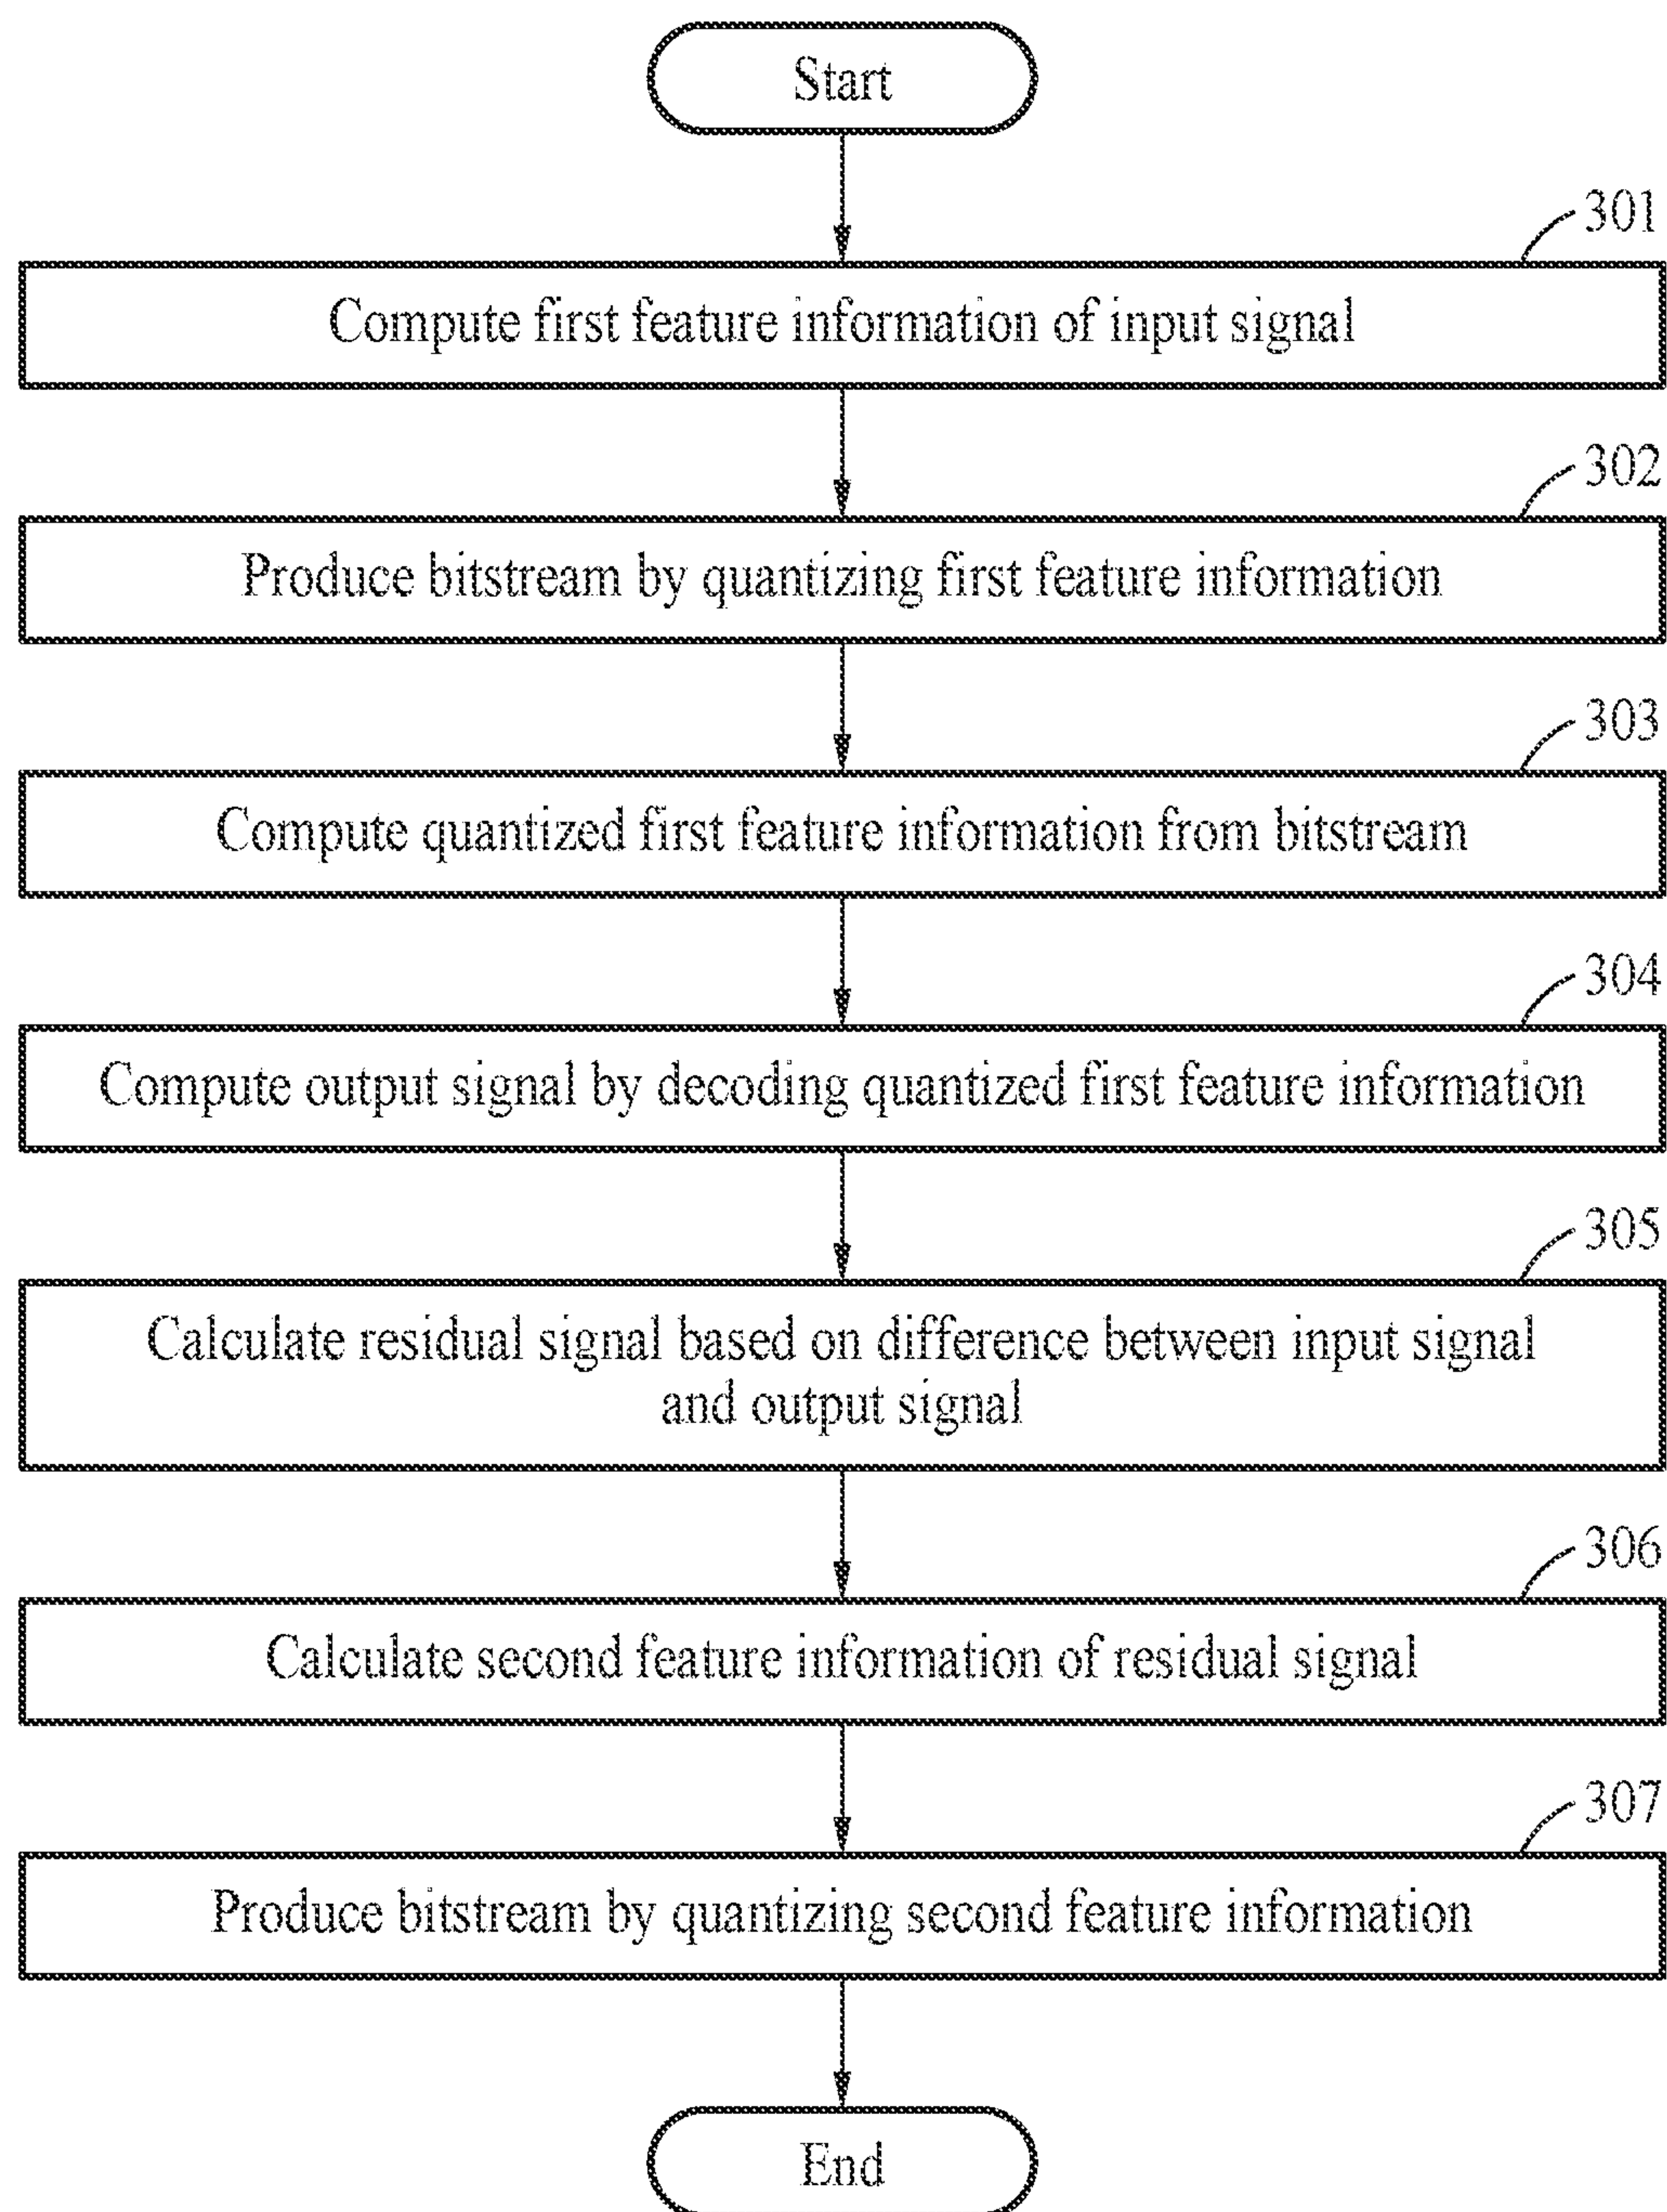 Start
301
Compute first feature information of input signal
302
Produce bitstream by quantizing first feature information
303
Compute quantized first feature information from bitstream
304
Compute output signal by decoding quantized first feature information
305
Calculate residual signal based on difference between input signal
and output signal
306
Calculate second feature information of residual signal
307
Produce bitstream by quantizing second feature information
End